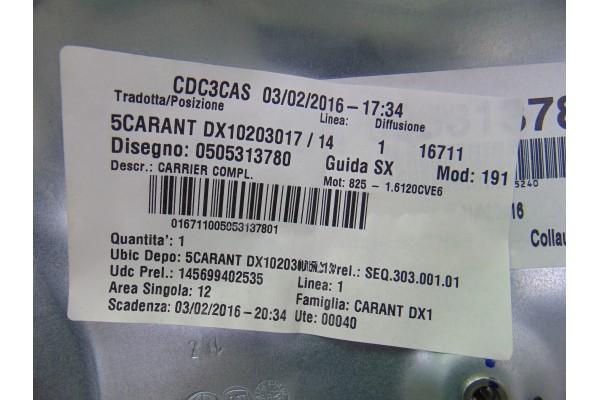 CDC3CAS 03/02/2016-17:34
Tradotta/Posizione Linea: Diffusione
5CARANT DX10203017 / 14 1 16711
Disegno: 0505313780 Guida SX Mod: 191
Descr.: CARRIER COMPL. Mot: 825 - 1.6120CVE6
016711005053137801
Quantita': 1
Ubic Depo: 5CARANT DX10203 rel.: SEQ.303.001.01
Udc Prel.: 145699402535 Linea: 1
Area Singola: 12 Famiglia: CARANT DX1
Scadenza: 03/02/2016-20:34 Ute: 00040
5240
16
Collau